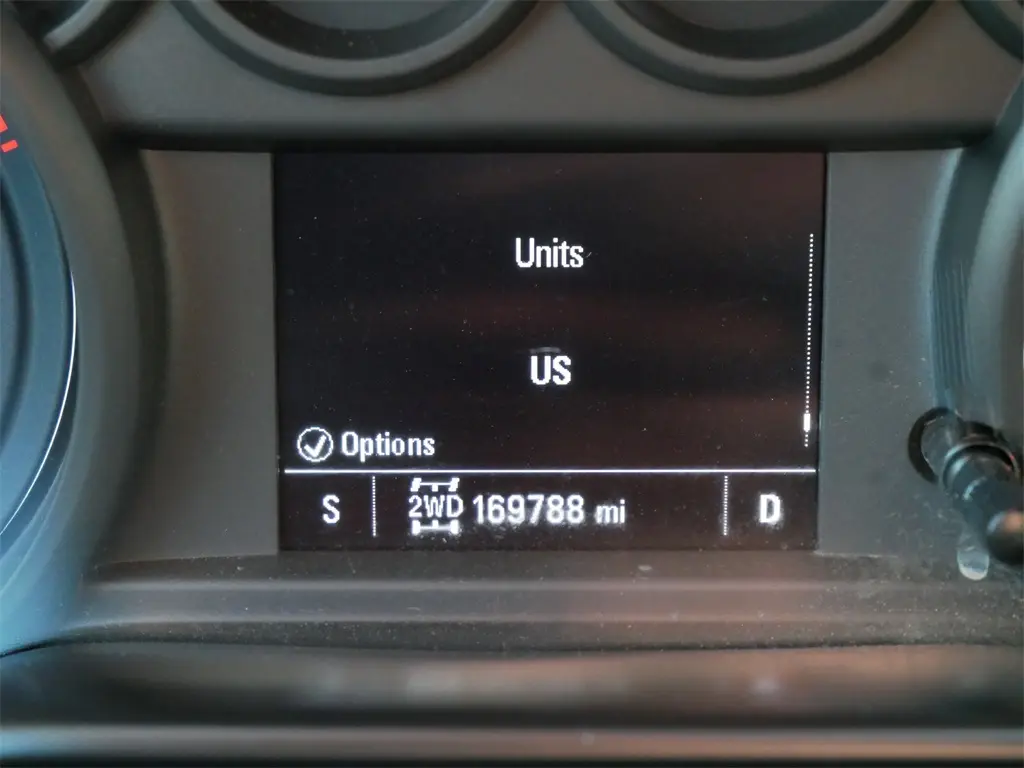 Units
US
Options
S 2WD 169788 mi D